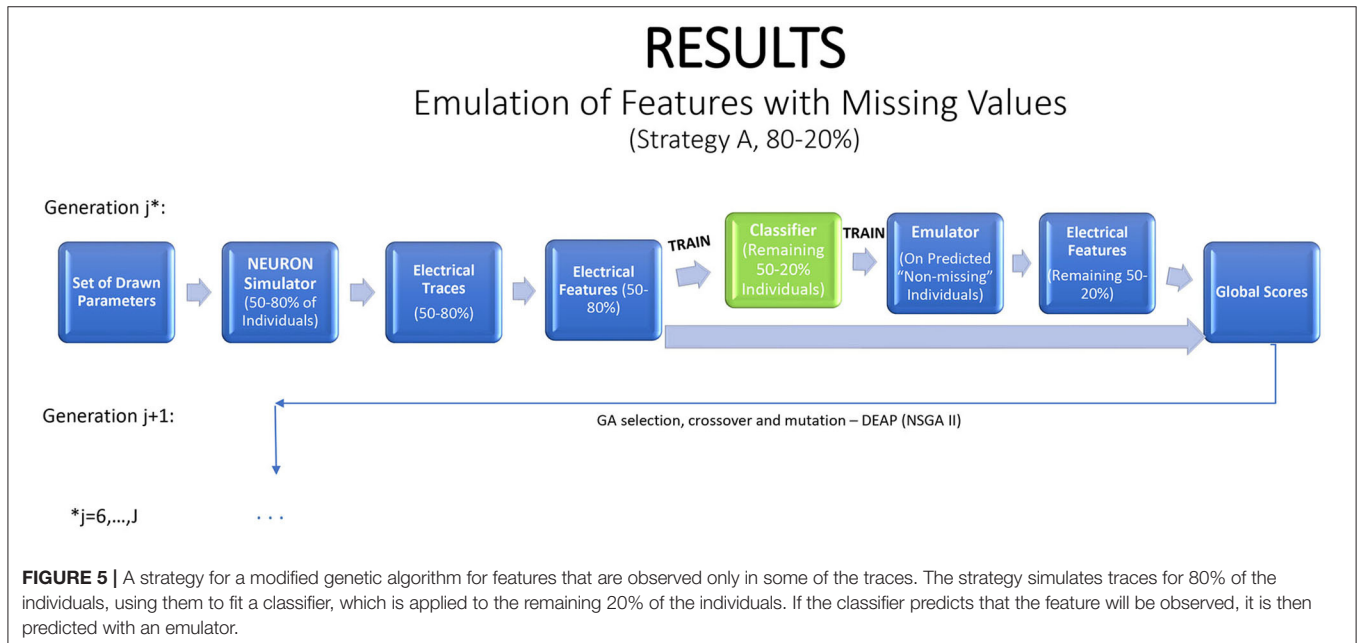 RESULTS
Emulation of Features with Missing Values
(Strategy A, 80-20%)
Generation j*:
Set of Drawn
Parameters
NEURON
Simulator
(50-80% of
Individuals)
Electrical
Traces
(50-80%)
Electrical
Features (50-
80%)
TRAIN
Classifier
(Remaining
50-20%
Individuals)
TRAIN
Emulator
(On Predicted
"Non-missing"
Individuals)
Electrical
Features
(Remaining 50-
20%)
Global Scores
Generation j+1:
GA selection, crossover and mutation – DEAP (NSGA II)
*j=6,...,J
. . .
FIGURE 5 | A strategy for a modified genetic algorithm for features that are observed only in some of the traces. The strategy simulates traces for 80% of the
individuals, using them to fit a classifier, which is applied to the remaining 20% of the individuals. If the classifier predicts that the feature will be observed, it is then
predicted with an emulator.